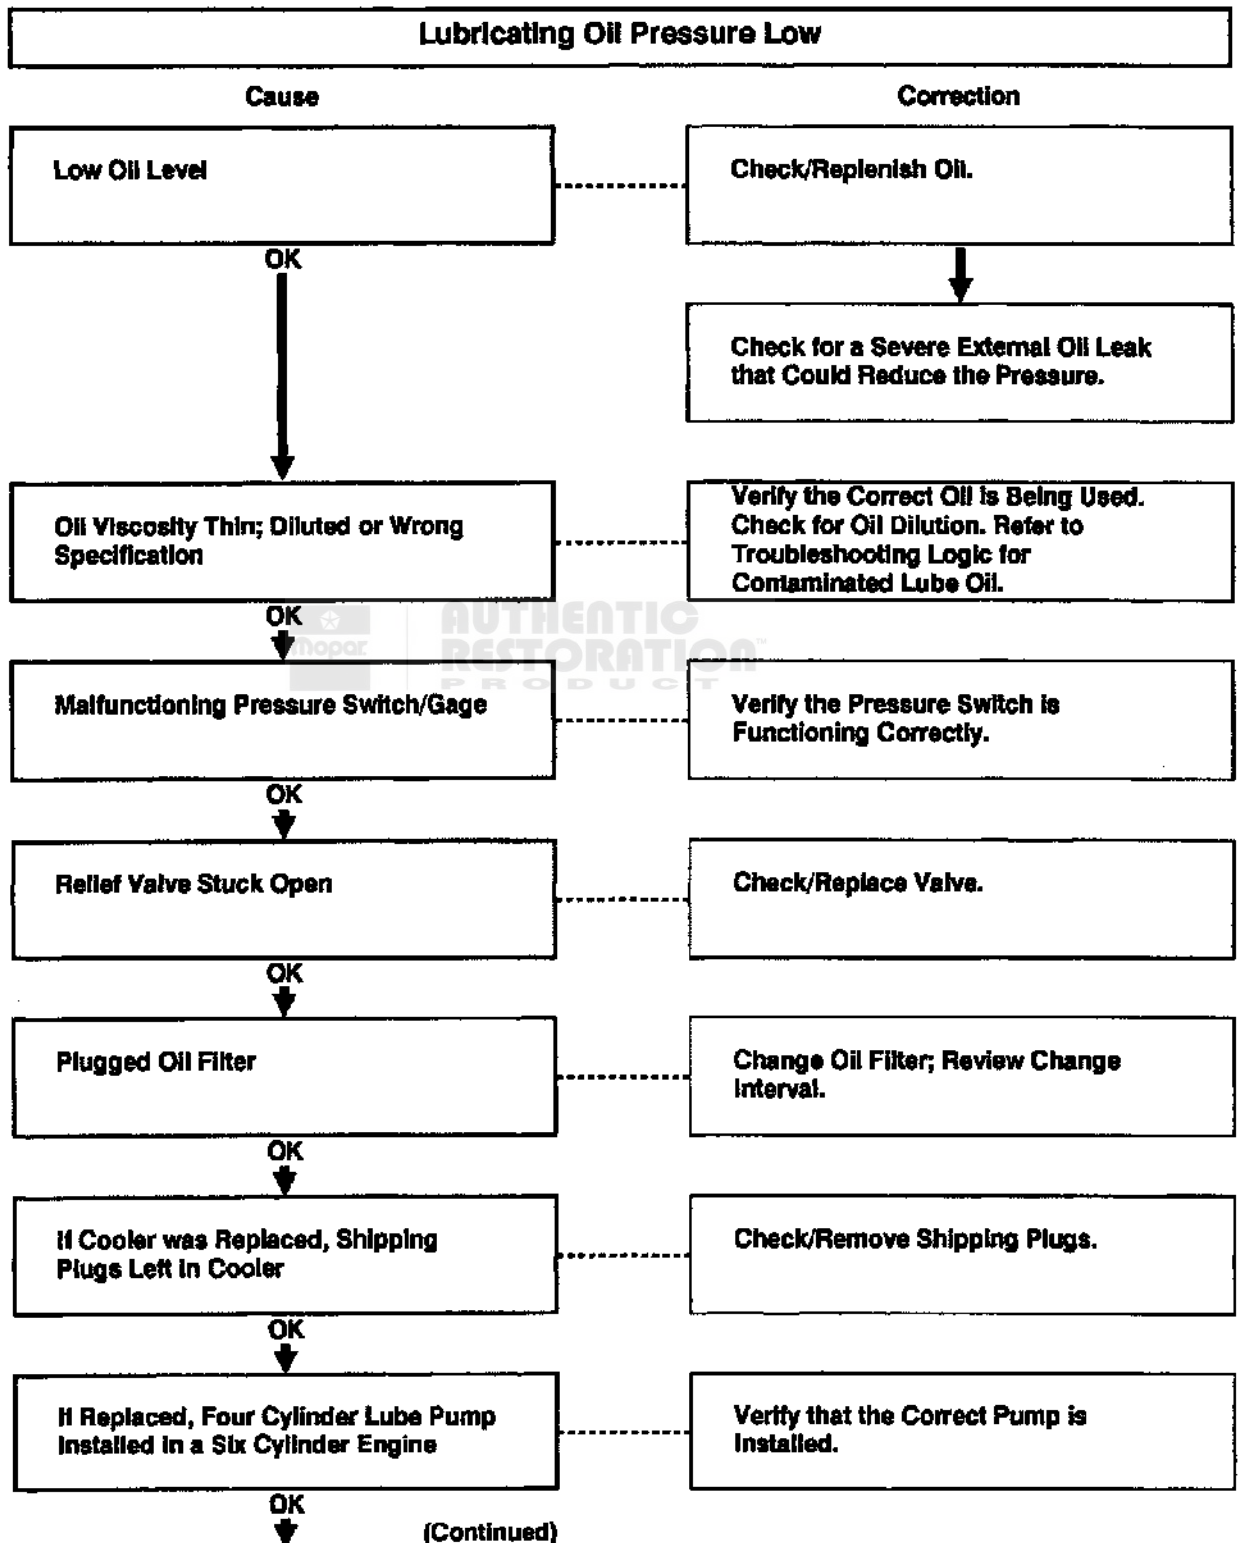 Lubricating Oil Pressure Low
Cause
Correction
Low Oil Level
Check/Replenish Oil.
OK
Check for a Severe External Oil Leak
that Could Reduce the Pressure.
Oil Viscosity Thin; Diluted or Wrong
Specification
Verify the Correct Oil is Being Used.
Check for Oil Dilution. Refer to
Troubleshooting Logic for
Contaminated Lube Oil.
OK
Mopar
AUTHENTIC
RESTORATION™
PRODUCT
Malfunctioning Pressure Switch/Gage
Verify the Pressure Switch is
Functioning Correctly.
OK
Relief Valve Stuck Open
Check/Replace Valve.
OK
Plugged Oil Filter
Change Oil Filter; Review Change
Interval.
OK
If Cooler was Replaced, Shipping
Plugs Left in Cooler
Check/Remove Shipping Plugs.
OK
If Replaced, Four Cylinder Lube Pump
Installed in a Six Cylinder Engine
Verify that the Correct Pump is
Installed.
OK
(Continued)